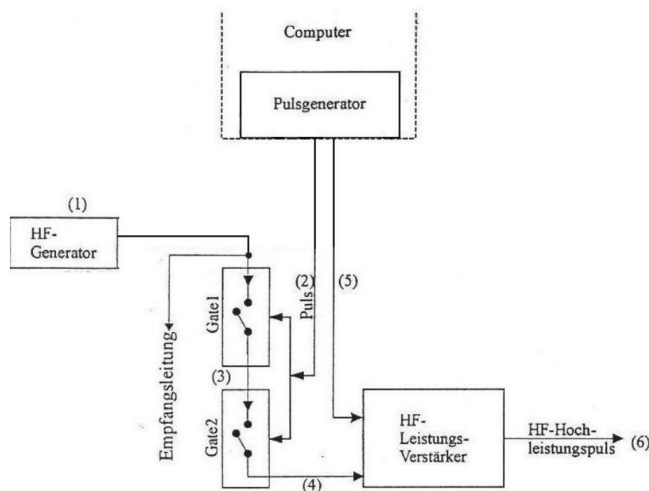 Computer
Pulsgenerator
(1)
HF-
Generator
Gate1
(2)
Puls
(5)
Empfangsleitung
(3)
Gate2
HF-
Leistungs-
Verstärker
HF-Hoch-
leistungspuls
(6)
(4)